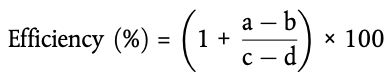 Efficiency (%) = (1 + (a − b)/(c − d)) × 100